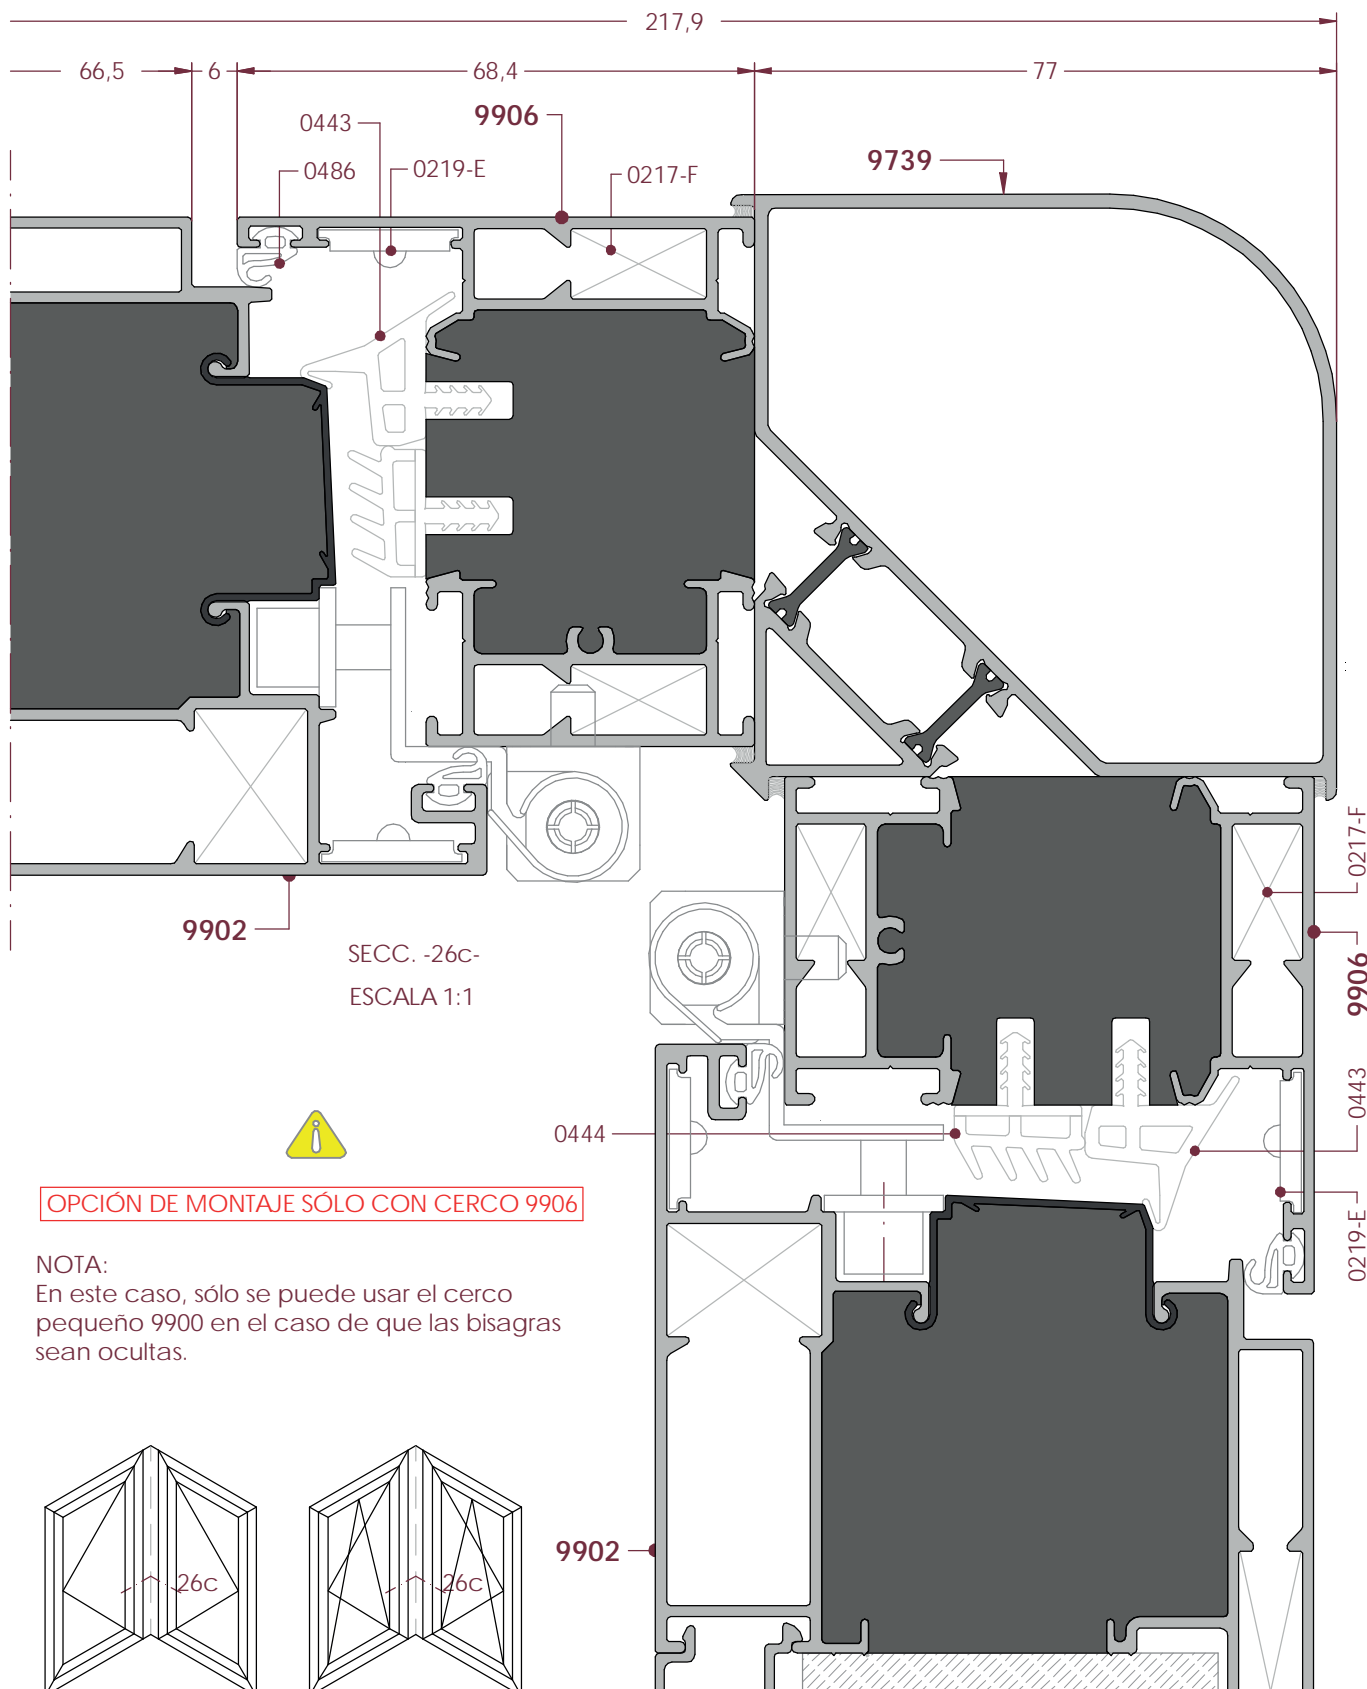 217,9
66,5
6
68,4
77
0443
9906
0486
0219-E
0217-F
9739
9902
SECC. -26c-
ESCALA 1:1
0217-F
9906
0443
0444
0219-E
OPCIÓN DE MONTAJE SÓLO CON CERCO 9906
NOTA:
En este caso, sólo se puede usar el cerco
pequeño 9900 en el caso de que las bisagras
sean ocultas.
9902
26c
26c